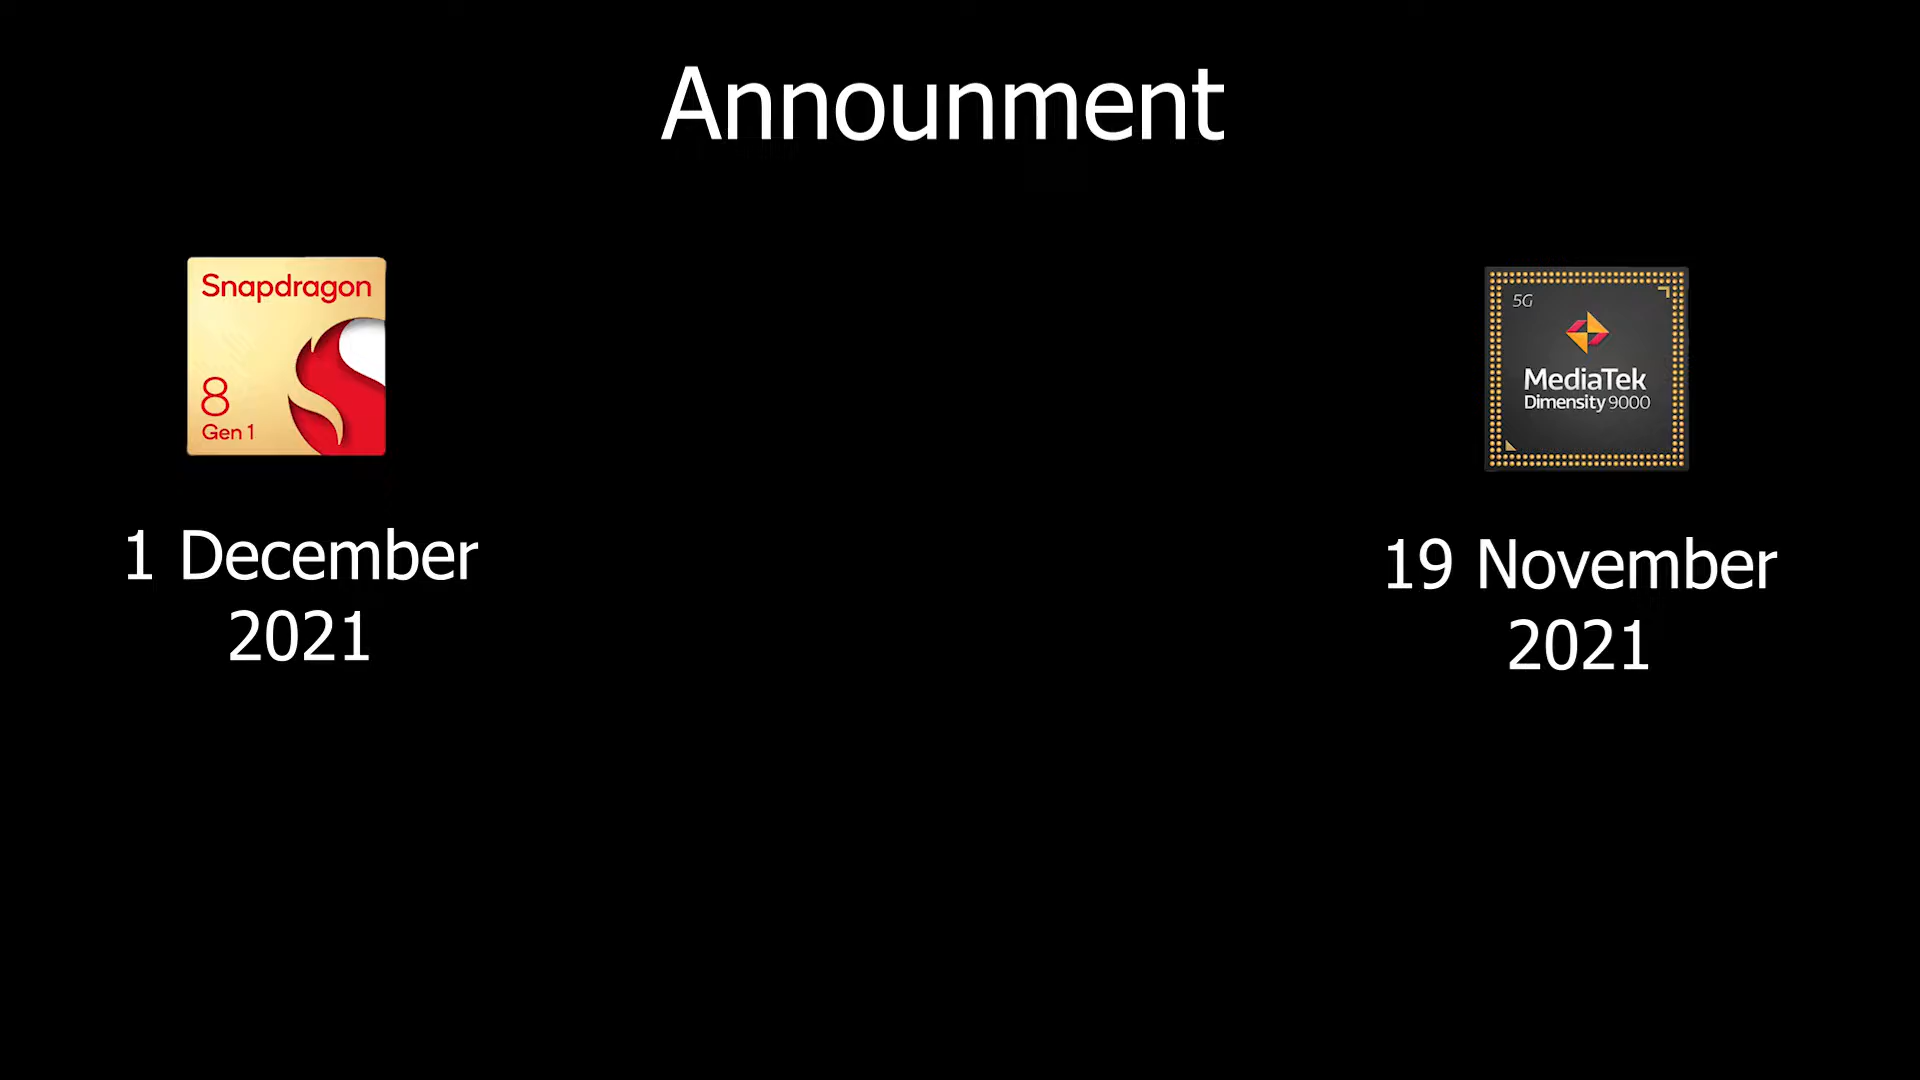 Announment
Snapdragon
8
Gen 1
1 December
2021
5G
MediaTek
Dimensity 9000
19 November
2021